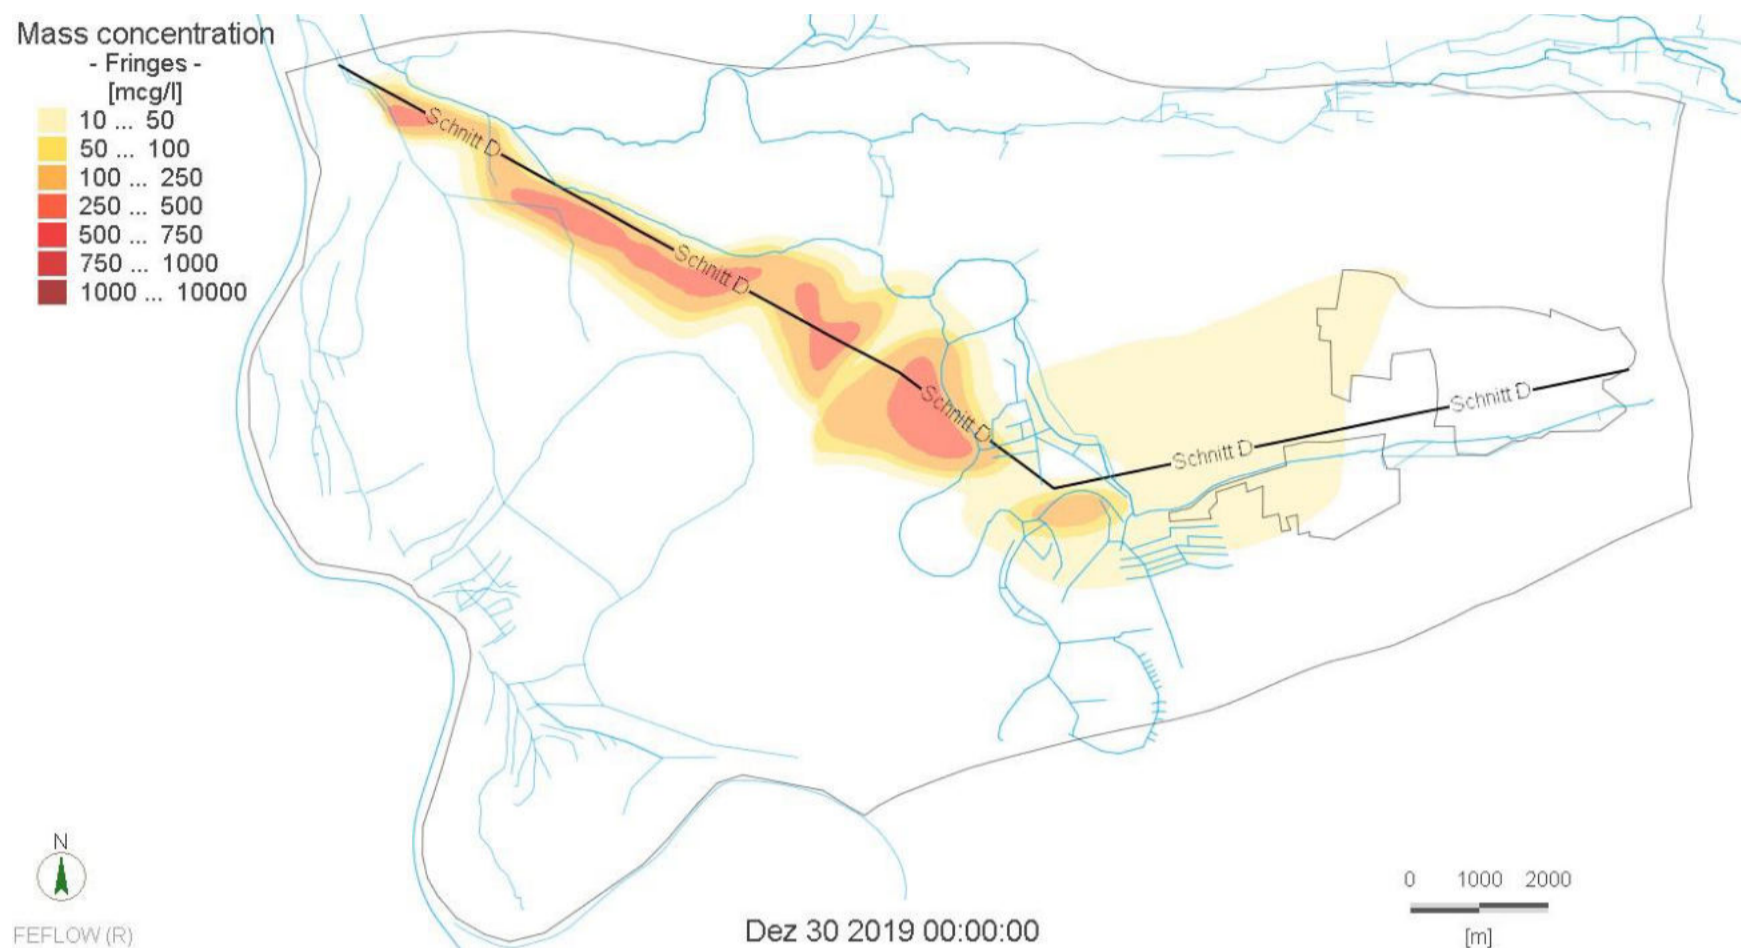 Mass concentration
- Fringes -
[mcg/l]
10 ... 50
50 ... 100
100 ... 250
250 ... 500
500 ... 750
750 ... 1000
1000 ... 10000
Schnitt D
Schnitt D
Schnitt D
Schnitt D
Schnitt D
N
0 1000 2000
[m]
FEFLOW (R)
Dez 30 2019 00:00:00